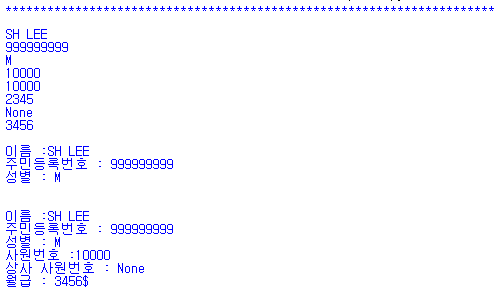 **********************************************************************
SH LEE
999999999
M
10000
10000
2345
None
3456
이름 :SH LEE
주민등록번호 : 999999999
성별 : M
이름 :SH LEE
주민등록번호 : 999999999
성별 : M
사원번호 :10000
상사 사원번호 : None
월급 : 3456$